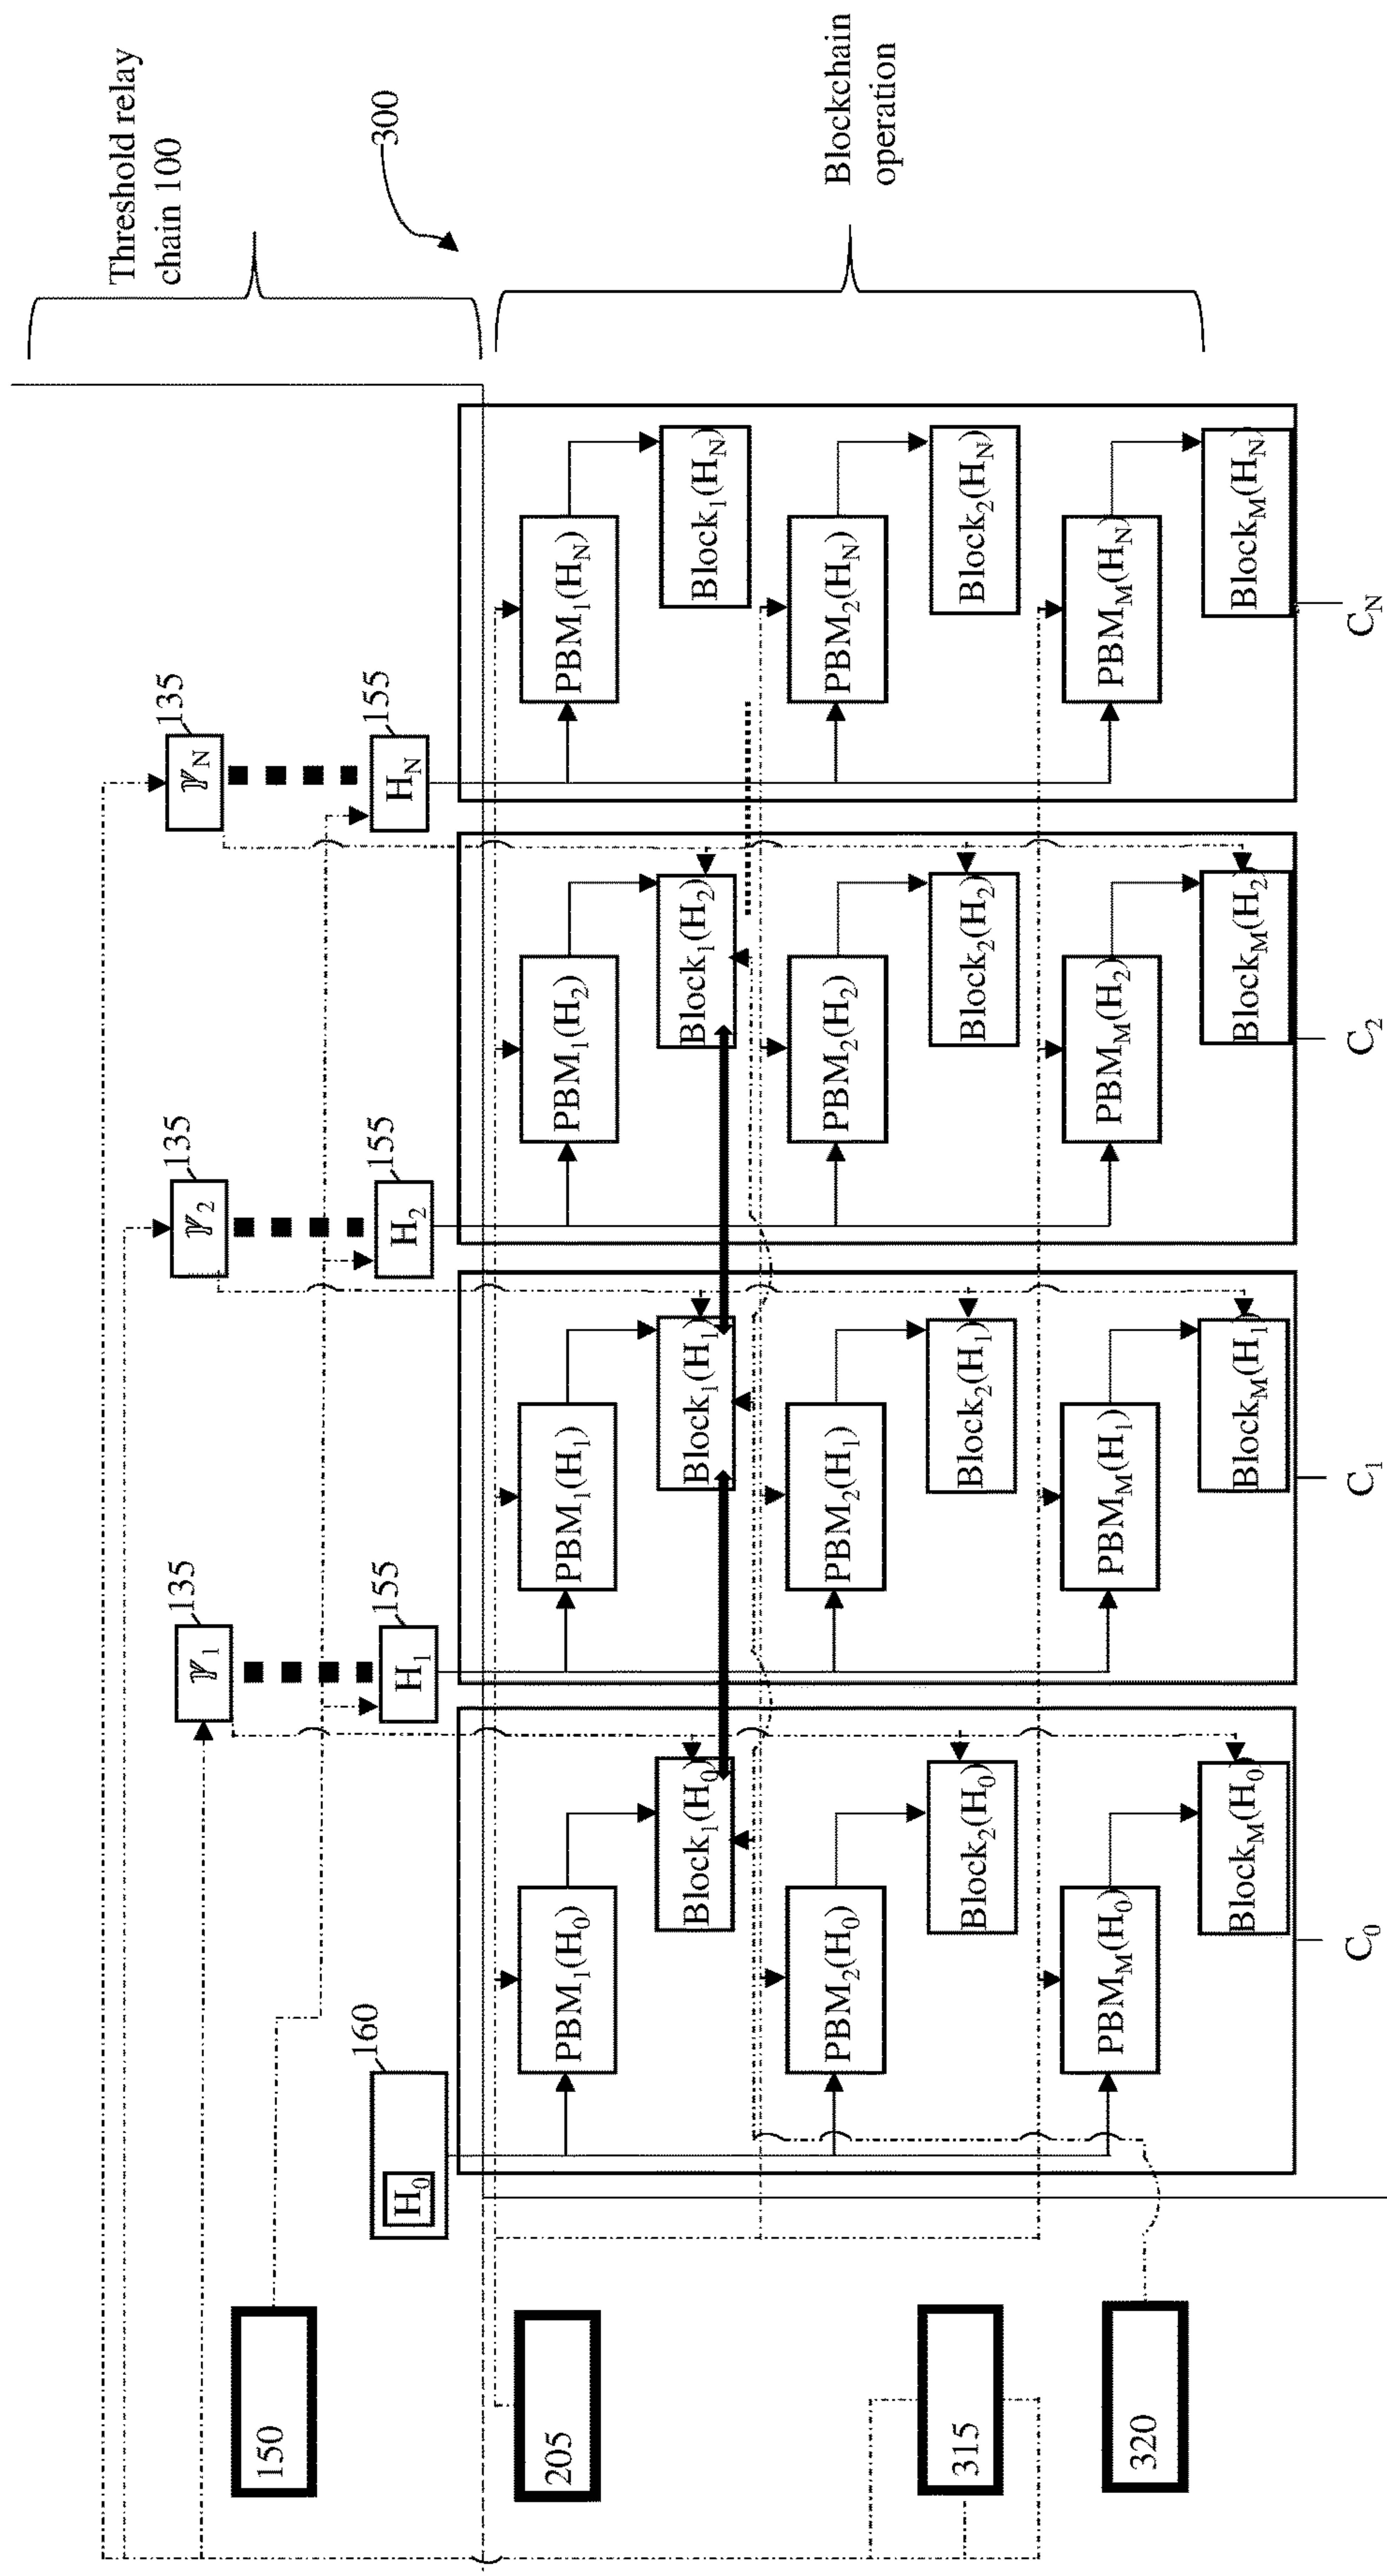 Threshold relay
chain 100
300
Blockchain
operation
150
205
315
320
160
H₀
𝕐₁
135
H₁
155
𝕐₂
135
H₂
155
𝕐N
135
HN
155
PBM₁(H₀)
Block₁(H₀)
PBM₂(H₀)
Block₂(H₀)
PBMM(H₀)
BlockM(H₀)
C₀
PBM₁(H₁)
Block₁(H₁)
PBM₂(H₁)
Block₂(H₁)
PBMM(H₁)
BlockM(H₁)
C₁
PBM₁(H₂)
Block₁(H₂)
PBM₂(H₂)
Block₂(H₂)
PBMM(H₂)
BlockM(H₂)
C₂
PBM₁(HN)
Block₁(HN)
PBM₂(HN)
Block₂(HN)
PBMM(HN)
BlockM(HN)
CN